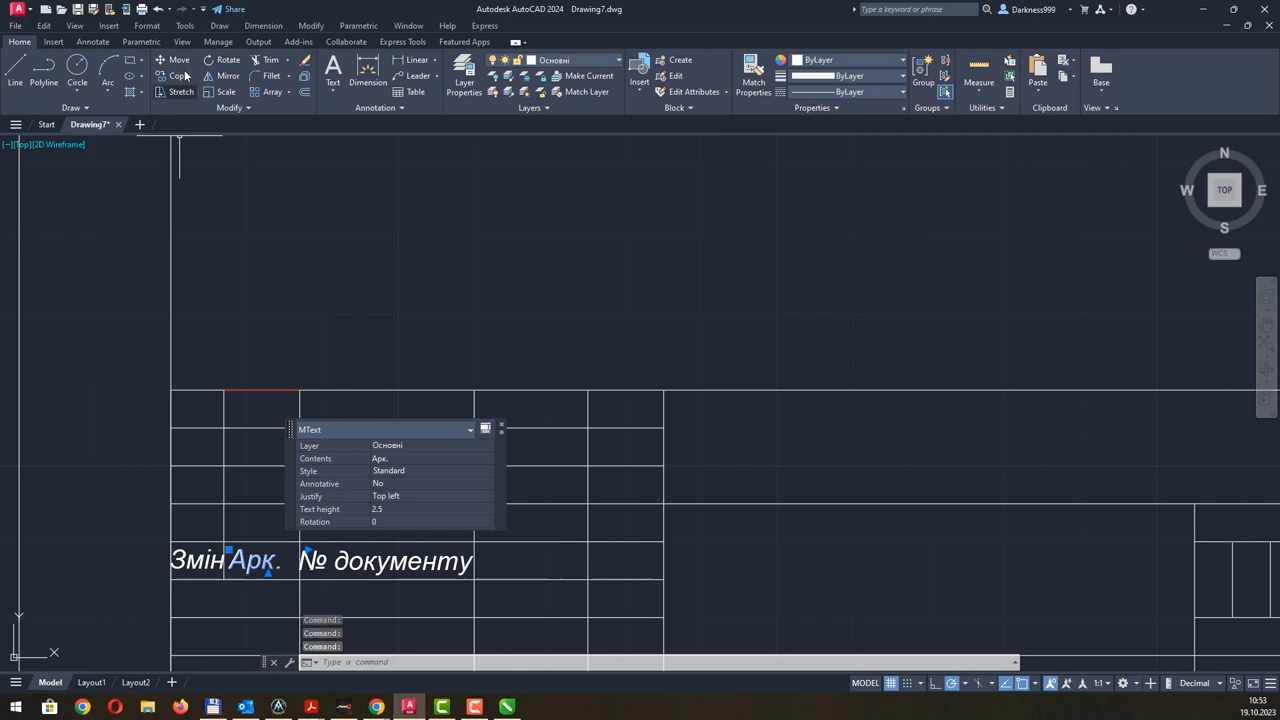 Share
Autodesk AutoCAD 2024 Drawing7.dwg
Type a keyword or phrase
Darkness999
File Edit View Insert Format Tools Draw Dimension Modify Parametric Window Help Express
Home Insert Annotate Parametric View Manage Output Add-ins Collaborate Express Tools Featured Apps
Line Polyline Circle Arc
Move Rotate Trim
Copy Mirror Fillet
Stretch Scale Array
Text Dimension
Linear
Leader
Table
Layer Properties
Основні
Make Current
Match Layer
Insert
Create
Edit
Edit Attributes
Match Properties
ByLayer
ByLayer
ByLayer
Group
Measure
Paste
Base
Draw Modify Annotation Layers Block Properties Groups Utilities Clipboard View
Start Drawing7*
[−][Top][2D Wireframe]
N
W TOP E
S
WCS
MText
Layer Основні
Contents Арк.
Style Standard
Annotative No
Justify Top left
Text height 2.5
Rotation 0
Змін Арк. № документу
Command:
Command:
Command:
Type a command
Model Layout1 Layout2
MODEL
1:1
Decimal
10:53
19.10.2023